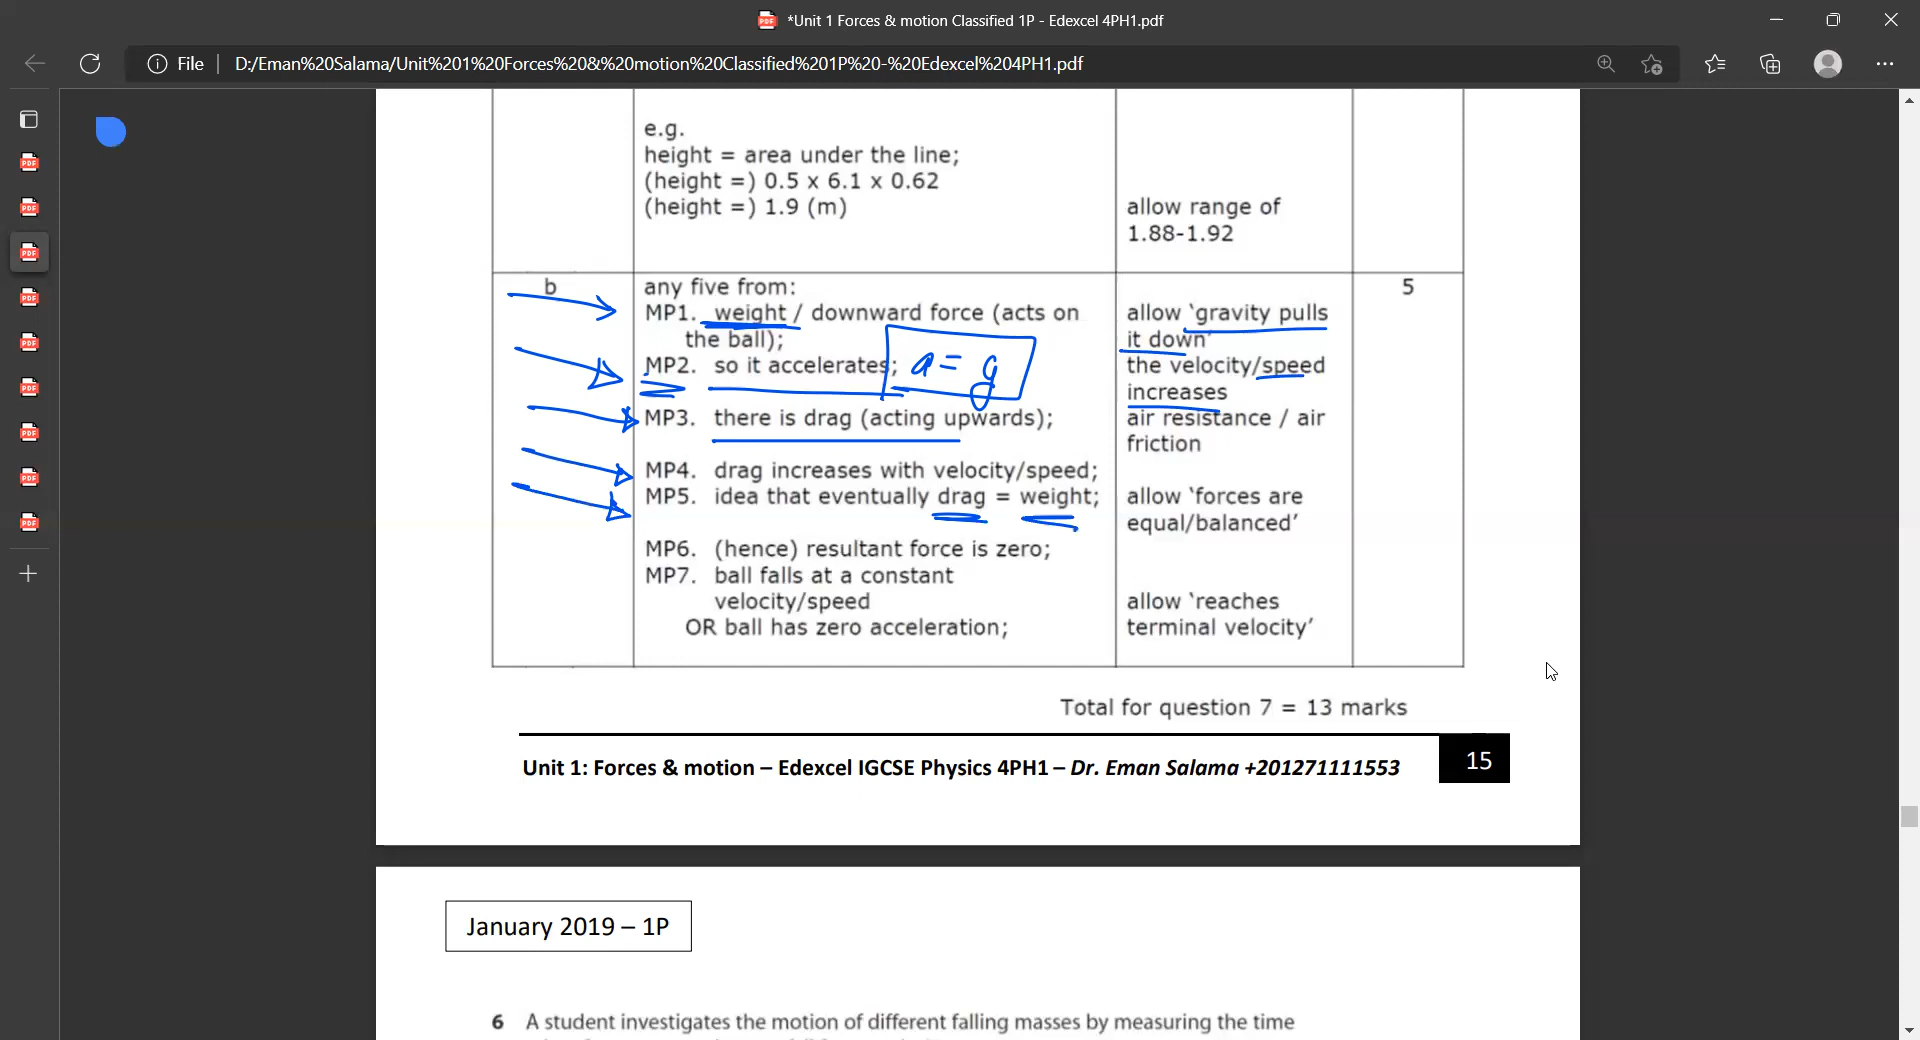 *Unit 1 Forces & motion Classified 1P - Edexcel 4PH1.pdf
File
D:/Eman%20Salama/Unit%201%20Forces%20&%20motion%20Classified%201P%20-%20Edexcel%204PH1.pdf
e.g.
height = area under the line;
(height =) 0.5 x 6.1 x 0.62
(height =) 1.9 (m)
allow range of
1.88-1.92
b
any five from:
5
MP1. weight / downward force (acts on
the ball);
allow ‘gravity pulls
it down’
MP2. so it accelerates;
a = g
the velocity/speed
increases
MP3. there is drag (acting upwards);
air resistance / air
friction
MP4. drag increases with velocity/speed;
MP5. idea that eventually drag = weight;
allow ‘forces are
equal/balanced’
MP6. (hence) resultant force is zero;
MP7. ball falls at a constant
velocity/speed
OR ball has zero acceleration;
allow ‘reaches
terminal velocity’
Total for question 7 = 13 marks
Unit 1: Forces & motion – Edexcel IGCSE Physics 4PH1 – Dr. Eman Salama +201271111553
15
January 2019 – 1P
6 A student investigates the motion of different falling masses by measuring the time